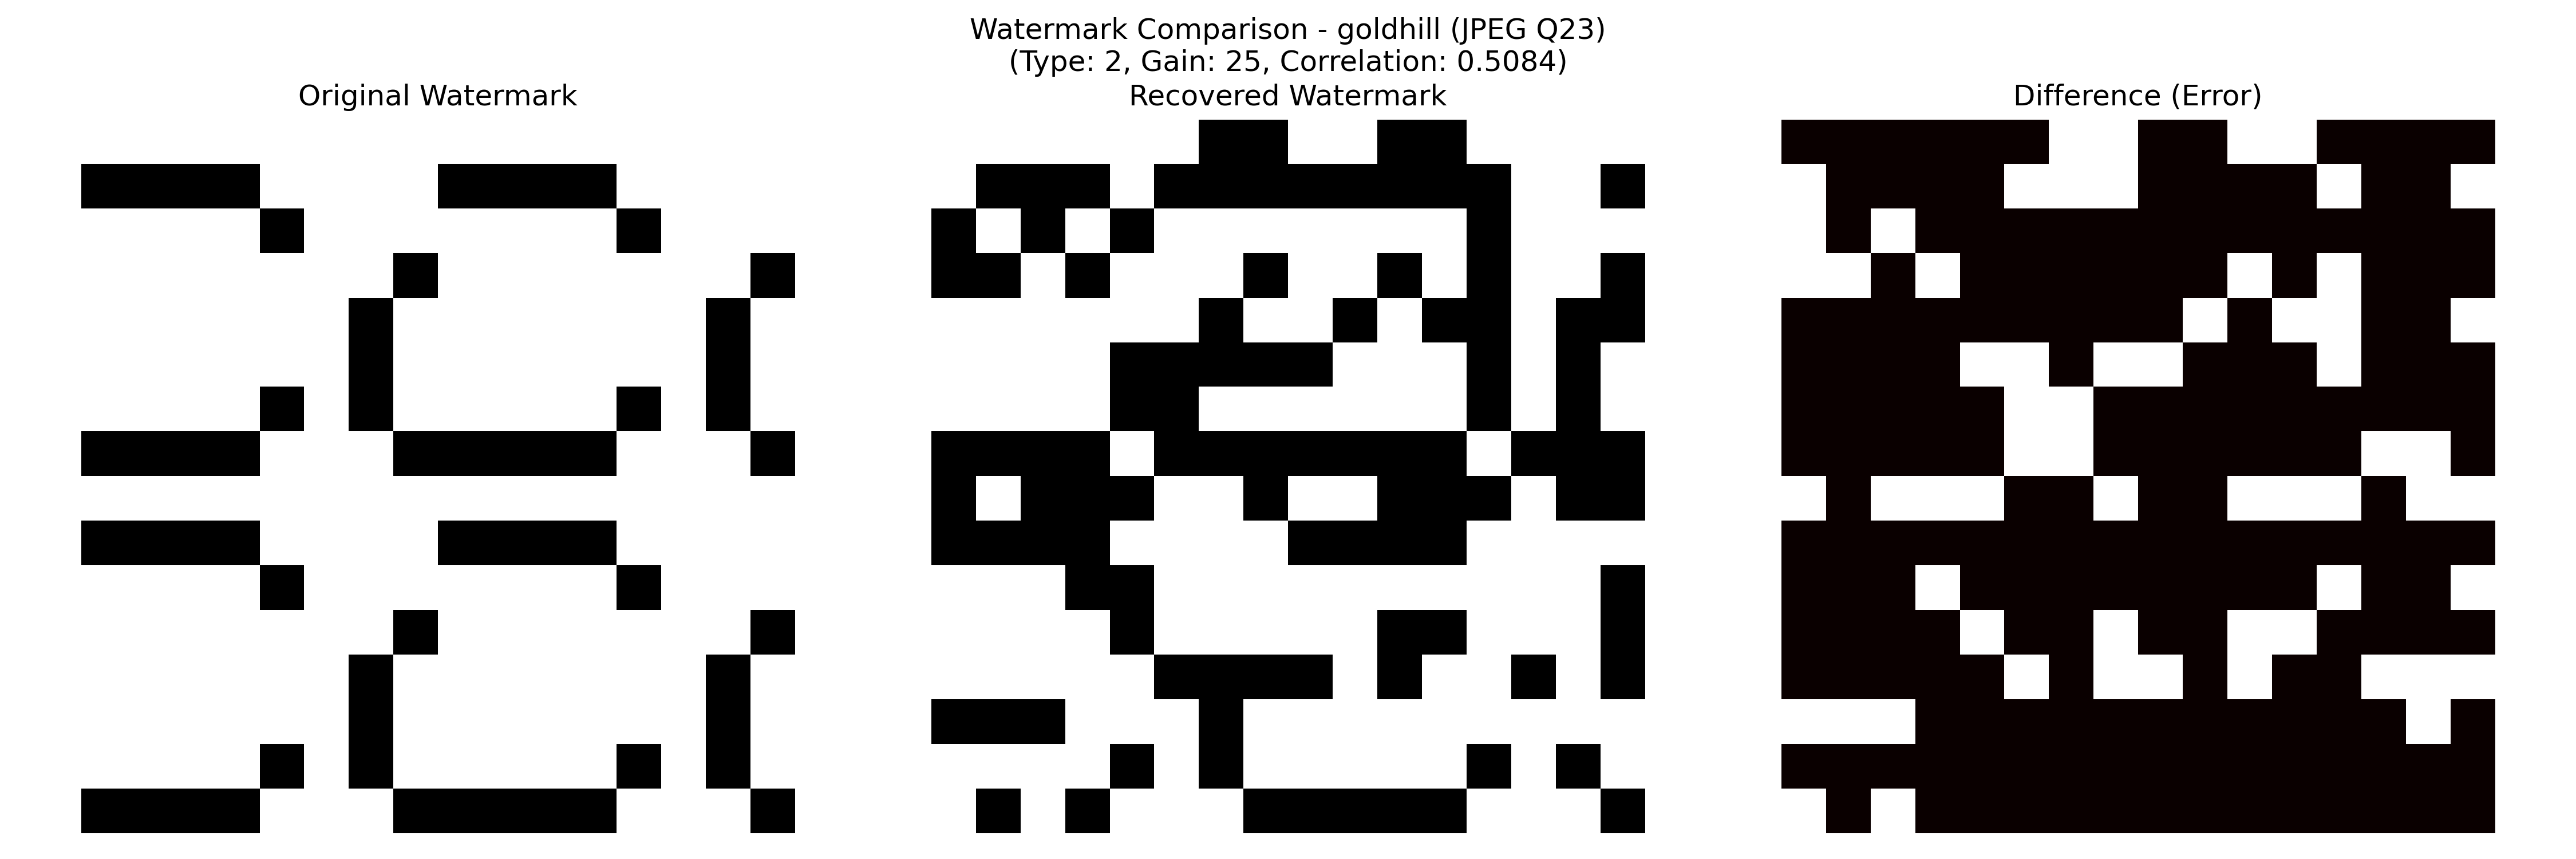 Watermark Comparison - goldhill (JPEG Q23)
(Type: 2, Gain: 25, Correlation: 0.5084)
Original Watermark
Recovered Watermark
Difference (Error)